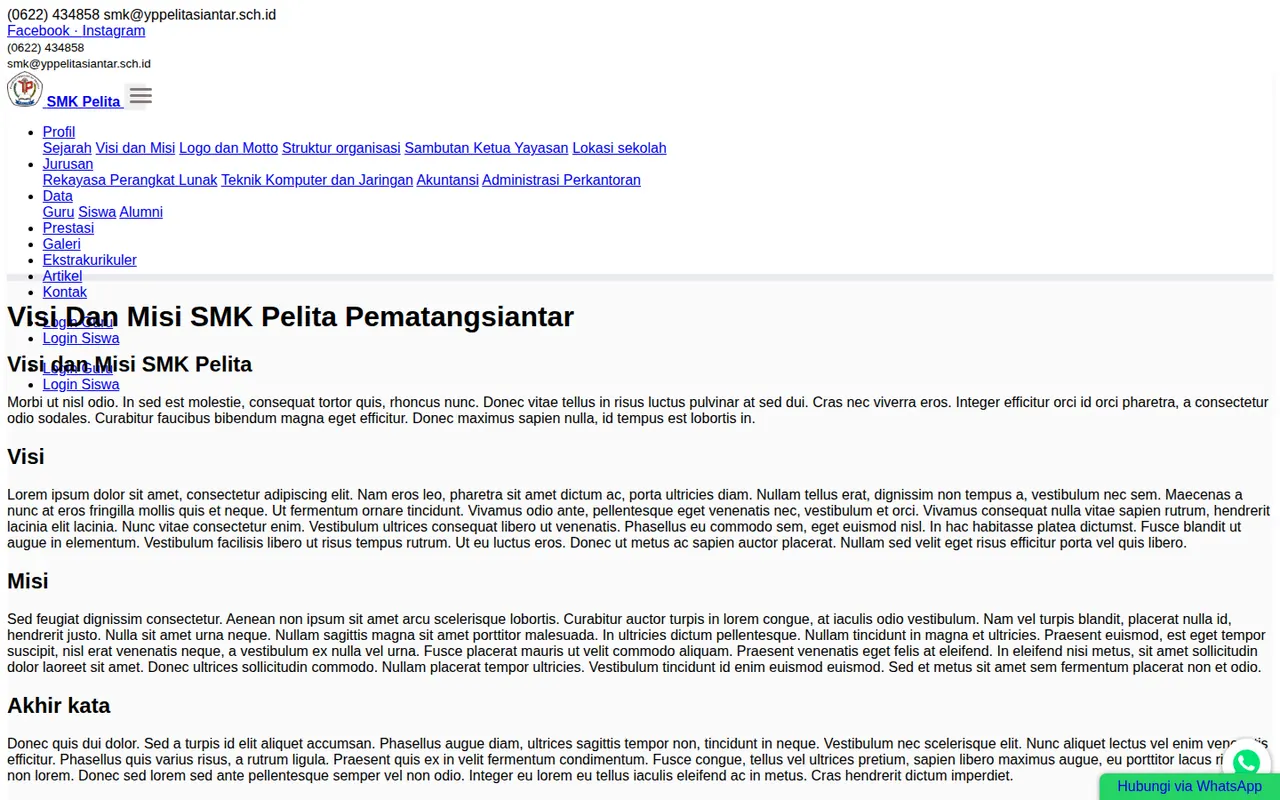 (0622) 434858 smk@yppelitasiantar.sch.id
Facebook · Instagram
(0622) 434858
smk@yppelitasiantar.sch.id
SMK Pelita
Profil
Sejarah Visi dan Misi Logo dan Motto Struktur organisasi Sambutan Ketua Yayasan Lokasi sekolah
Jurusan
Rekayasa Perangkat Lunak Teknik Komputer dan Jaringan Akuntansi Administrasi Perkantoran
Data
Guru Siswa Alumni
Prestasi
Galeri
Ekstrakurikuler
Artikel
Kontak
Visi Dan Misi SMK Pelita Pematangsiantar
Login Guru
Login Siswa
Visi dan Misi SMK Pelita
Login Guru
Login Siswa
Morbi ut nisl odio. In sed est molestie, consequat tortor quis, rhoncus nunc. Donec vitae tellus in risus luctus pulvinar at sed dui. Cras nec viverra eros. Integer efficitur orci id orci pharetra, a consectetur
odio sodales. Curabitur faucibus bibendum magna eget efficitur. Donec maximus sapien nulla, id tempus est lobortis in.
Visi
Lorem ipsum dolor sit amet, consectetur adipiscing elit. Nam eros leo, pharetra sit amet dictum ac, porta ultricies diam. Nullam tellus erat, dignissim non tempus a, vestibulum nec sem. Maecenas a
nunc at eros fringilla mollis quis et neque. Ut fermentum ornare tincidunt. Vivamus odio ante, pellentesque eget venenatis nec, vestibulum et orci. Vivamus consequat nulla vitae sapien rutrum, hendrerit
lacinia elit lacinia. Nunc vitae consectetur enim. Vestibulum ultrices consequat libero ut venenatis. Phasellus eu commodo sem, eget euismod nisl. In hac habitasse platea dictumst. Fusce blandit ut
augue in elementum. Vestibulum facilisis libero ut risus tempus rutrum. Ut eu luctus eros. Donec ut metus ac sapien auctor placerat. Nullam sed velit eget risus efficitur porta vel quis libero.
Misi
Sed feugiat dignissim consectetur. Aenean non ipsum sit amet arcu scelerisque lobortis. Curabitur auctor turpis in lorem congue, at iaculis odio vestibulum. Nam vel turpis blandit, placerat nulla id,
hendrerit justo. Nulla sit amet urna neque. Nullam sagittis magna sit amet porttitor malesuada. In ultricies dictum pellentesque. Nullam tincidunt in magna et ultricies. Praesent euismod, est eget tempor
suscipit, nisl erat venenatis neque, a vestibulum ex nulla vel urna. Fusce placerat mauris ut velit commodo aliquam. Praesent venenatis eget felis at eleifend. In eleifend nisi metus, sit amet sollicitudin
dolor laoreet sit amet. Donec ultrices sollicitudin commodo. Nullam placerat tempor ultricies. Vestibulum tincidunt id enim euismod euismod. Sed et metus sit amet sem fermentum placerat non et odio.
Akhir kata
Donec quis dui dolor. Sed a turpis id elit aliquet accumsan. Phasellus augue diam, ultrices sagittis tempor non, tincidunt in neque. Vestibulum nec scelerisque elit. Nunc aliquet lectus vel enim
efficitur. Phasellus quis varius risus, a rutrum ligula. Praesent quis ex in velit fermentum condimentum. Fusce congue, tellus vel ultrices pretium, sapien libero maximus augue, eu porttitor lacus
non lorem. Donec sed lorem sed ante pellentesque semper vel non odio. Integer eu lorem eu tellus iaculis eleifend ac in metus. Cras hendrerit dictum imperdiet.
Hubungi via WhatsApp